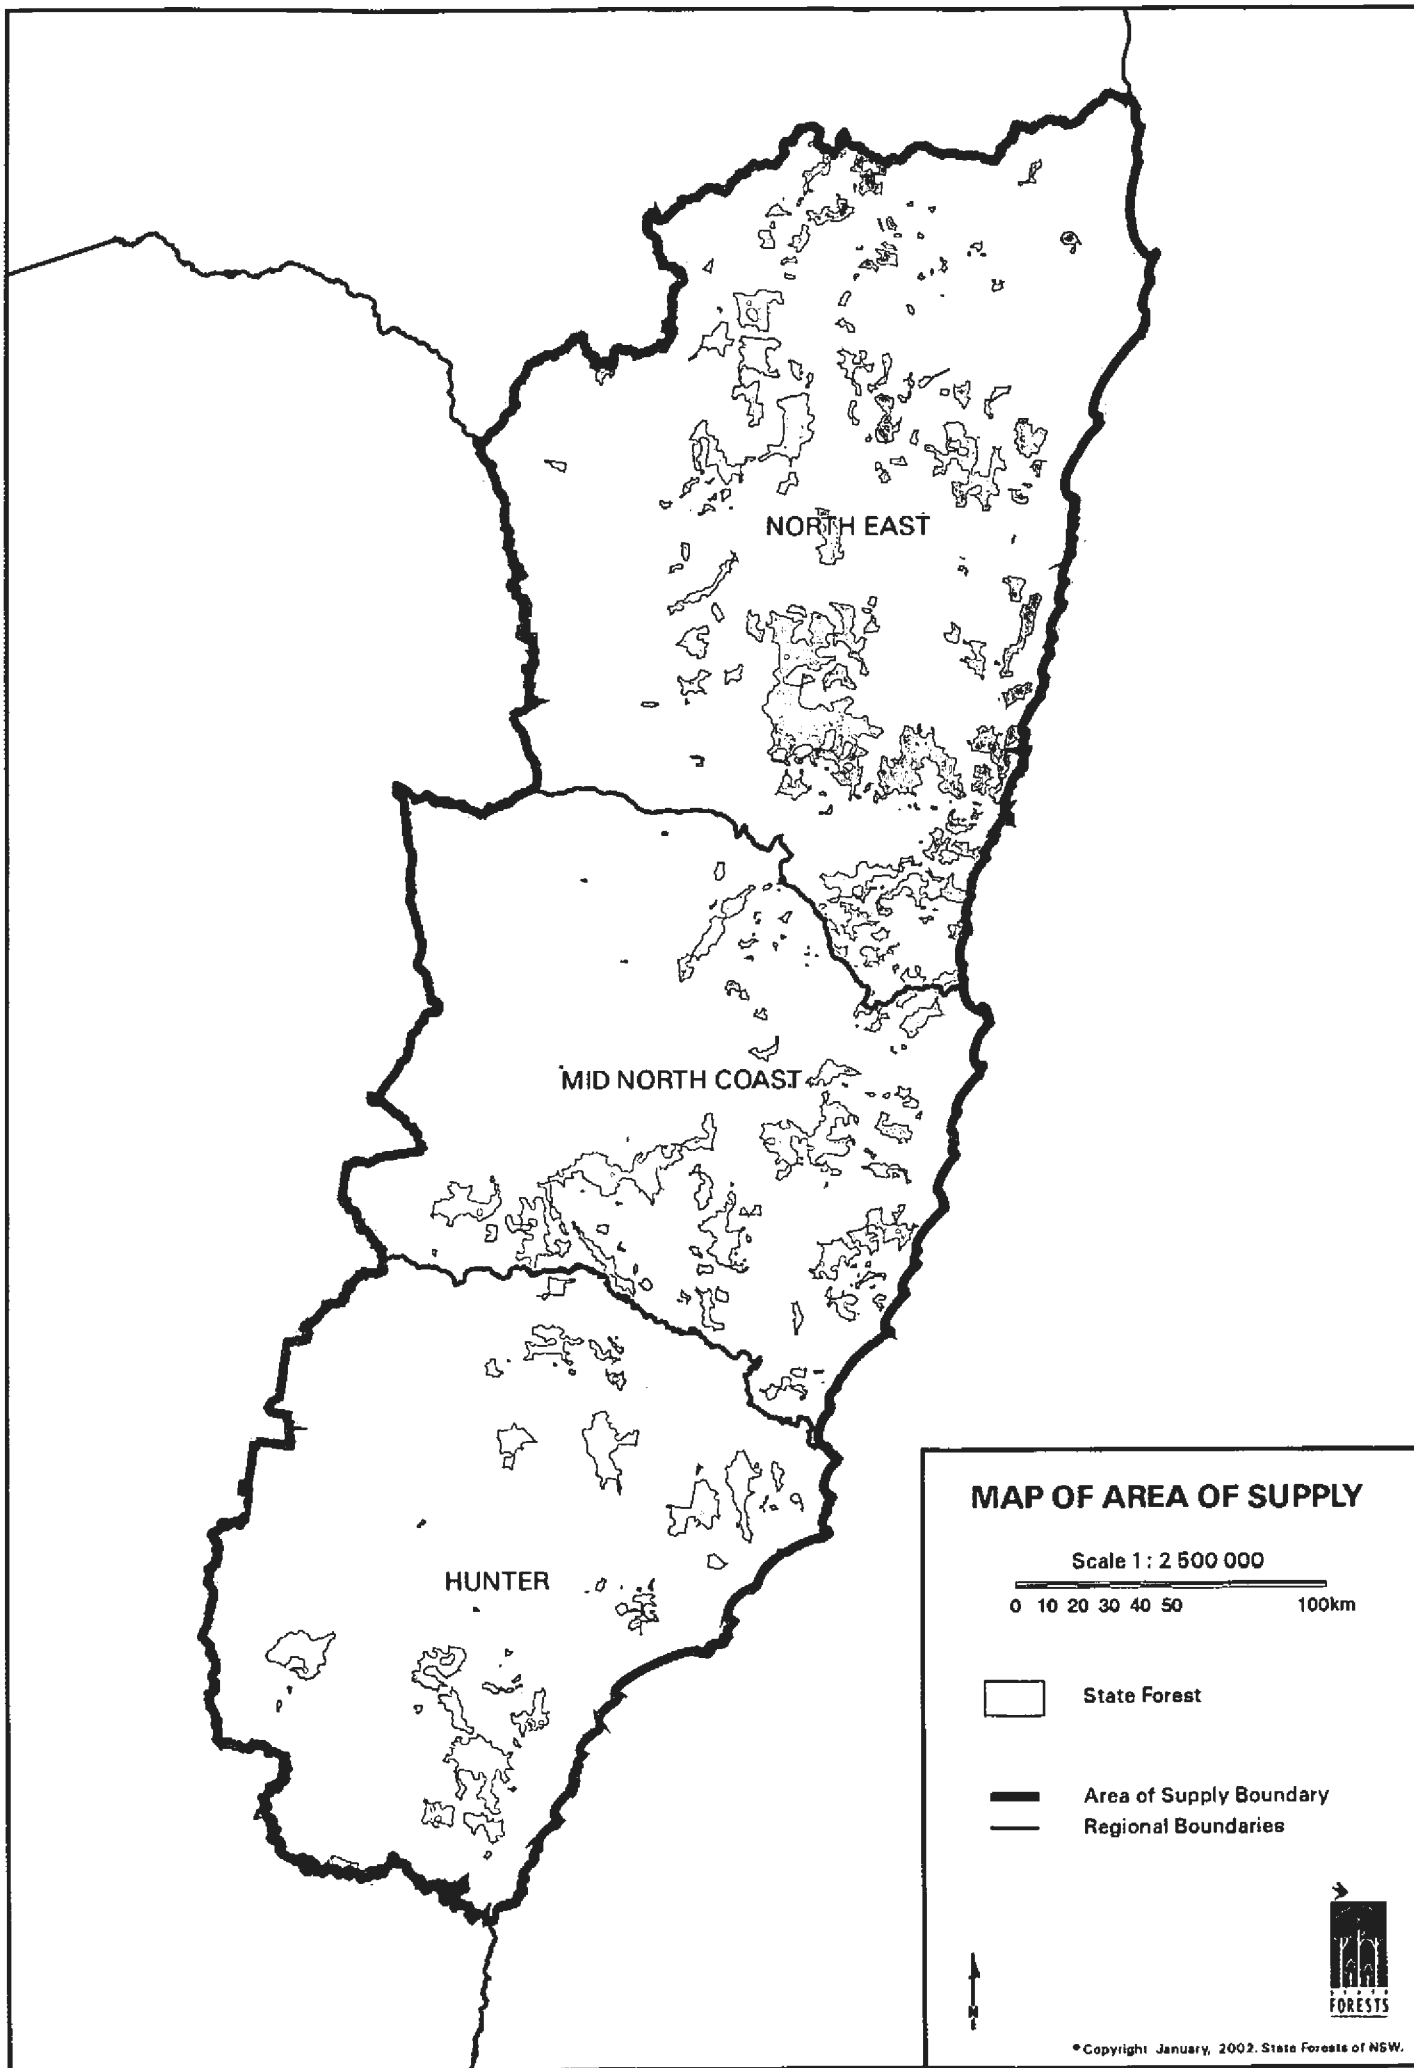 NORTH EAST
MID NORTH COAST
HUNTER
MAP OF AREA OF SUPPLY
Scale 1 : 2 500 000
0 10 20 30 40 50 100km
State Forest
Area of Supply Boundary
Regional Boundaries
N
STATE
FORESTS
Copyright January, 2002. State Forests of NSW.